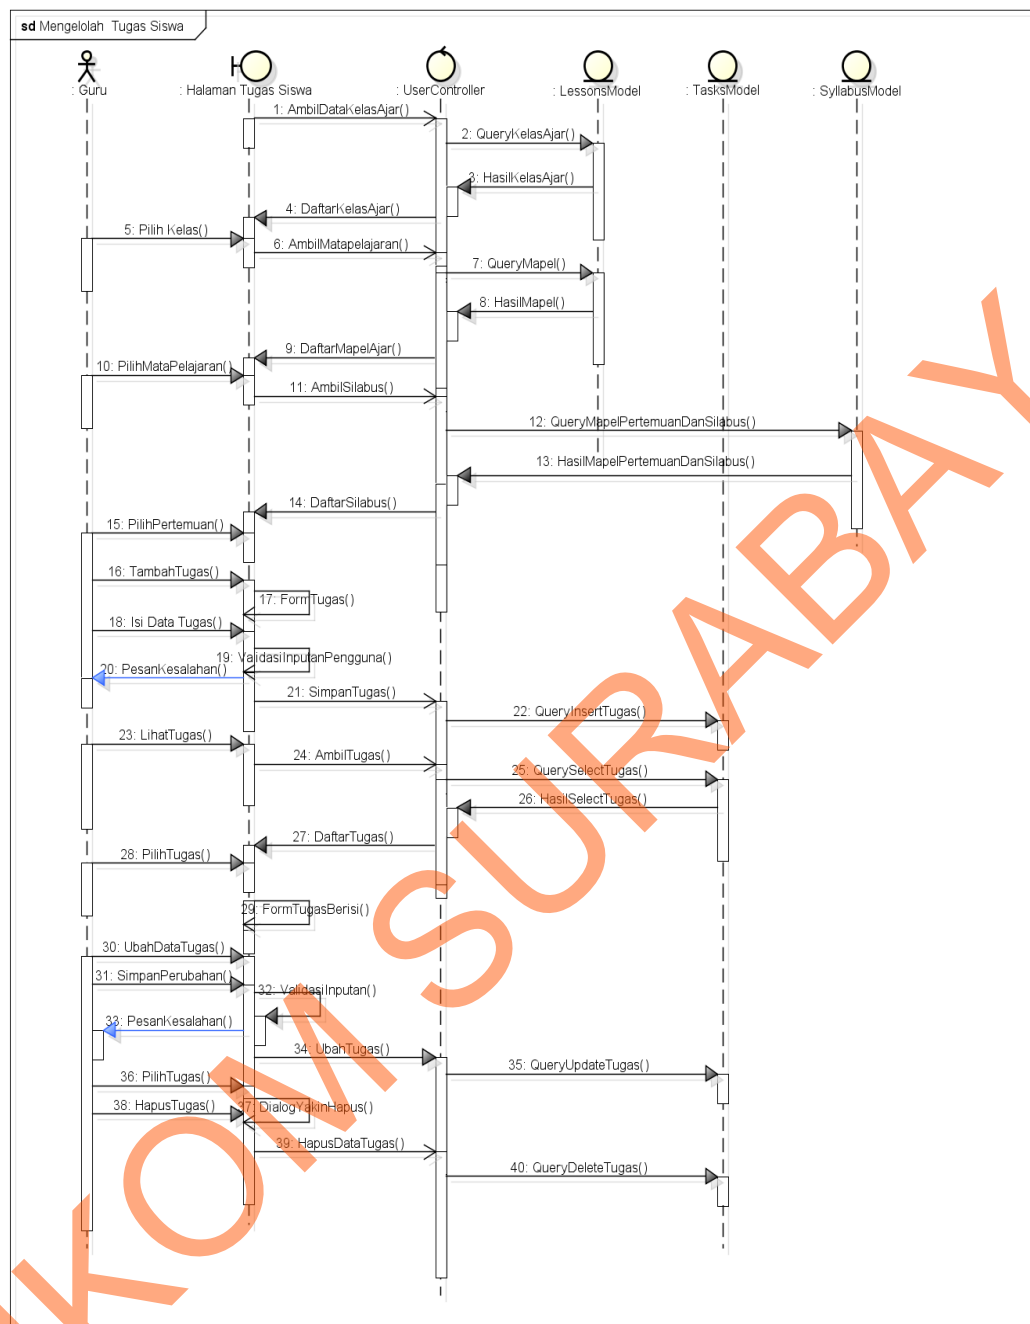 sd Mengelolah Tugas Siswa
: Guru
: Halaman Tugas Siswa
: UserController
: LessonsModel
: TasksModel
: SyllabusModel
1: AmbilDataKelasAjar()
2: QueryKelasAjar()
3: HasilKelasAjar()
4: DaftarKelasAjar()
5: Pilih Kelas()
6: AmbilMatapelajaran()
7: QueryMapel()
8: HasilMapel()
9: DaftarMapelAjar()
10: PilihMataPelajaran()
11: AmbilSilabus()
12: QueryMapelPertemuanDanSilabus()
13: HasilMapelPertemuanDanSilabus()
14: DaftarSilabus()
15: PilihPertemuan()
16: TambahTugas()
17: FormTugas()
18: Isi Data Tugas()
19: ValidasiInputanPengguna()
20: PesanKesalahan()
21: SimpanTugas()
22: QueryInsertTugas()
23: LihatTugas()
24: AmbilTugas()
25: QuerySelectTugas()
26: HasilSelectTugas()
27: DaftarTugas()
28: PilihTugas()
29: FormTugasBerisi()
30: UbahDataTugas()
31: SimpanPerubahan()
32: ValidasiInputan()
33: PesanKesalahan()
34: UbahTugas()
35: QueryUpdateTugas()
36: PilihTugas()
37: DialogYakinHapus()
38: HapusTugas()
39: HapusDataTugas()
40: QueryDeleteTugas()
KOM SURABAY